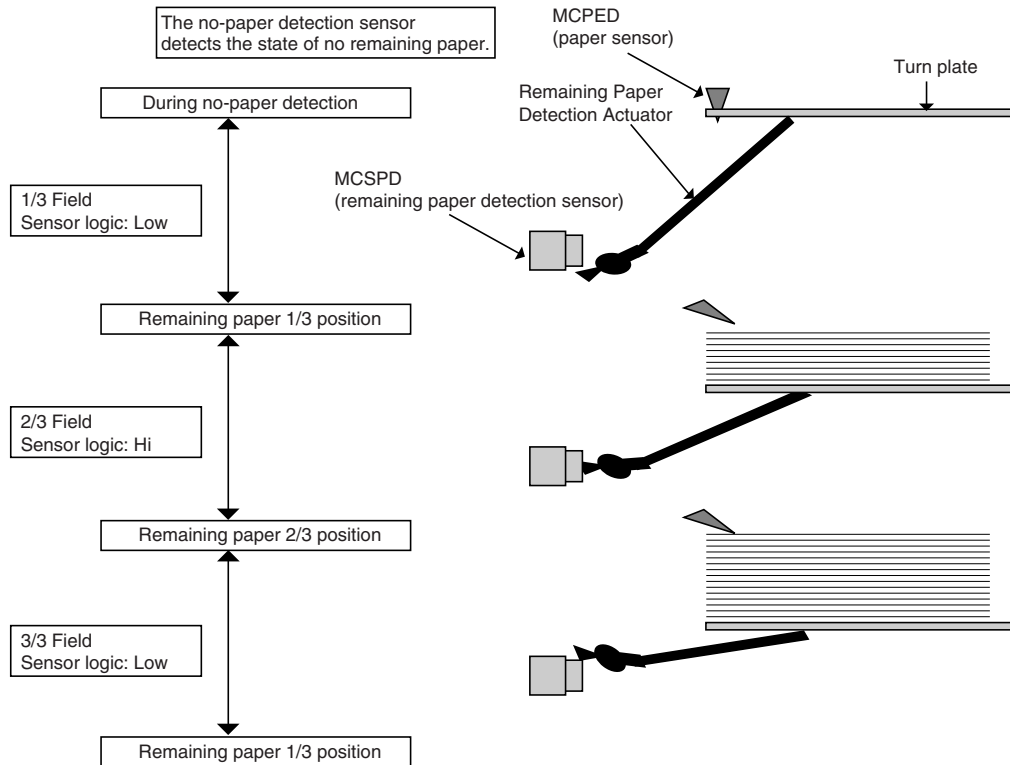 The no-paper detection sensor
detects the state of no remaining paper.
MCPED
(paper sensor)
Turn plate
During no-paper detection
Remaining Paper
Detection Actuator
1/3 Field
Sensor logic: Low
MCSPD
(remaining paper detection sensor)
Remaining paper 1/3 position
2/3 Field
Sensor logic: Hi
Remaining paper 2/3 position
3/3 Field
Sensor logic: Low
Remaining paper 1/3 position